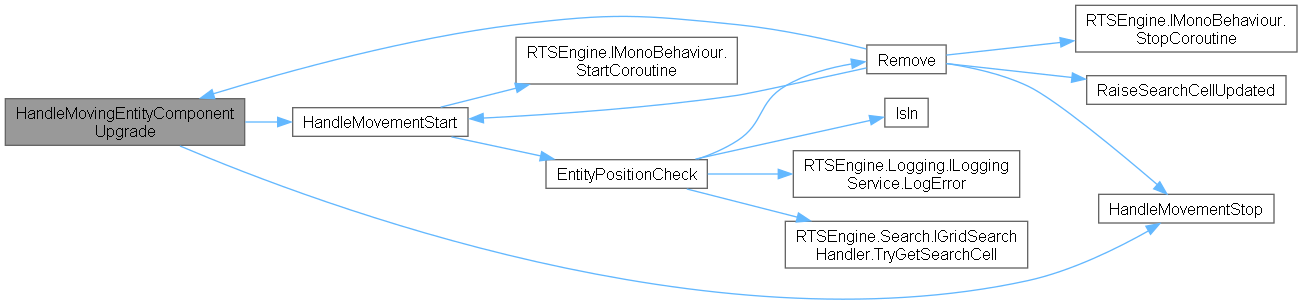 HandleMovingEntityComponent
Upgrade
HandleMovementStart
RTSEngine.IMonoBehaviour.
StartCoroutine
EntityPositionCheck
Remove
IsIn
RTSEngine.Logging.ILogging
Service.LogError
RTSEngine.Search.IGridSearch
Handler.TryGetSearchCell
RTSEngine.IMonoBehaviour.
StopCoroutine
RaiseSearchCellUpdated
HandleMovementStop